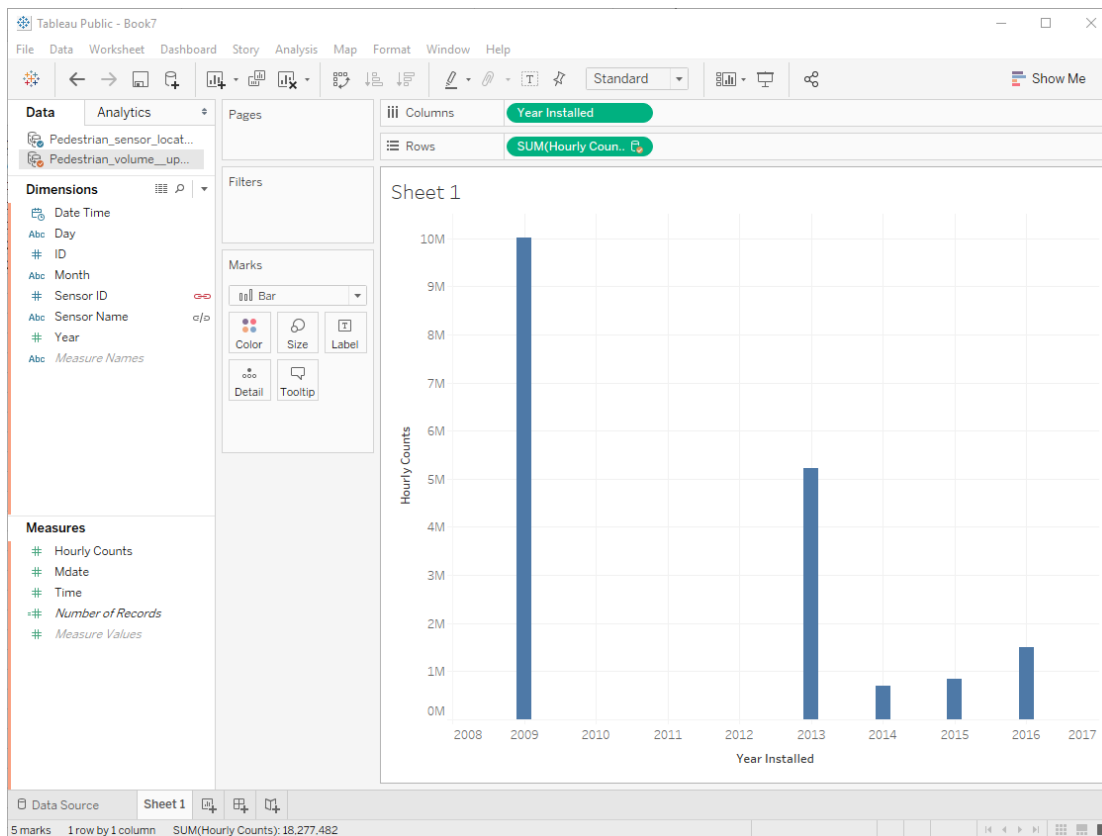 Tableau Public - Book7
File Data Worksheet Dashboard Story Analysis Map Format Window Help
Standard
Show Me
Data Analytics
Pedestrian_sensor_locat...
Pedestrian_volume__up...
Dimensions
Date Time
Abc Day
# ID
Abc Month
# Sensor ID
Abc Sensor Name
# Year
Abc Measure Names
Measures
# Hourly Counts
# Mdate
# Time
=# Number of Records
# Measure Values
Pages
Filters
Marks
Bar
Color Size Label
Detail Tooltip
Columns Year Installed
Rows SUM(Hourly Coun..
Sheet 1
10M
9M
8M
7M
6M
5M
4M
3M
2M
1M
0M
Hourly Counts
2008 2009 2010 2011 2012 2013 2014 2015 2016 2017
Year Installed
Data Source Sheet 1
5 marks 1 row by 1 column SUM(Hourly Counts): 18,277,482